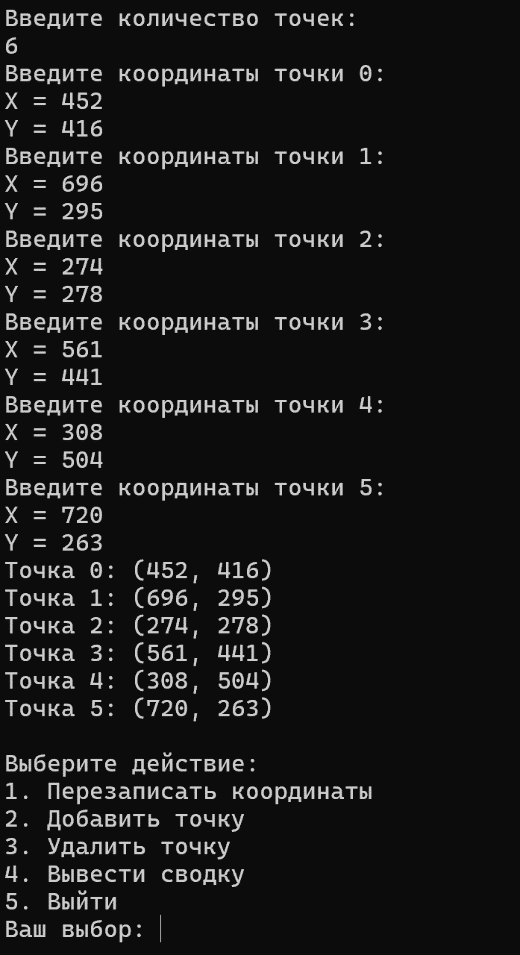 Введите количество точек:
6
Введите координаты точки 0:
X = 452
Y = 416
Введите координаты точки 1:
X = 696
Y = 295
Введите координаты точки 2:
X = 274
Y = 278
Введите координаты точки 3:
X = 561
Y = 441
Введите координаты точки 4:
X = 308
Y = 504
Введите координаты точки 5:
X = 720
Y = 263
Точка 0: (452, 416)
Точка 1: (696, 295)
Точка 2: (274, 278)
Точка 3: (561, 441)
Точка 4: (308, 504)
Точка 5: (720, 263)
Выберите действие:
1. Перезаписать координаты
2. Добавить точку
3. Удалить точку
4. Вывести сводку
5. Выйти
Ваш выбор: